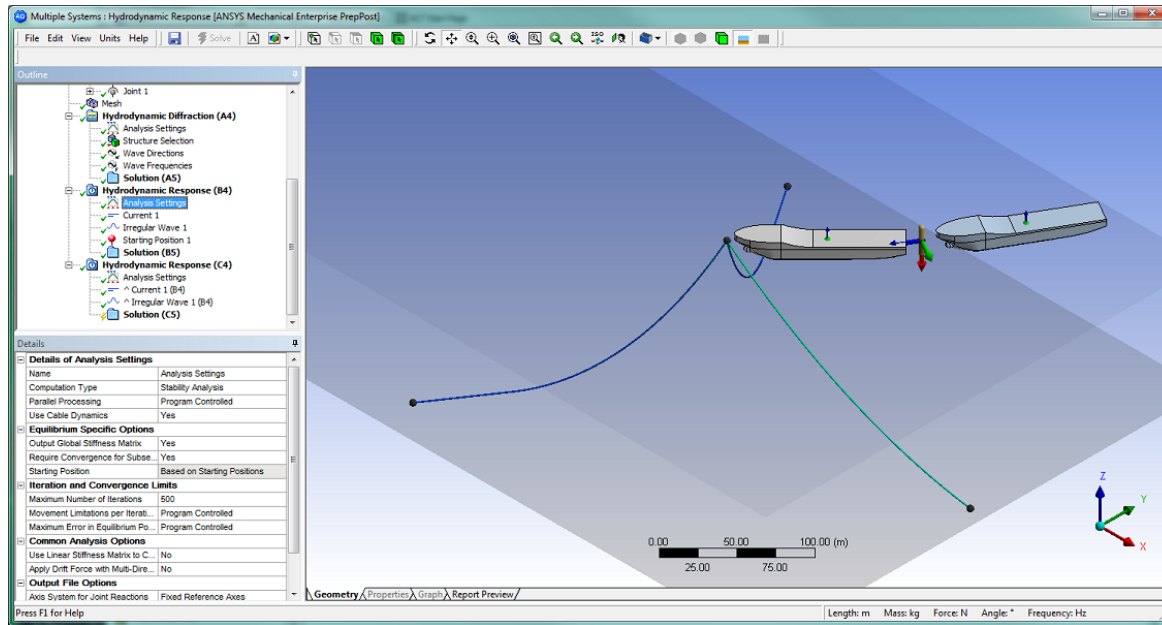 Multiple Systems : Hydrodynamic Response [ANSYS Mechanical Enterprise PrepPost]
File Edit View Units Help Solve
Outline
Joint 1
Mesh
Hydrodynamic Diffraction (A4)
Analysis Settings
Structure Selection
Wave Directions
Wave Frequencies
Solution (A5)
Hydrodynamic Response (B4)
Analysis Settings
Current 1
Irregular Wave 1
Starting Position 1
Solution (B5)
Hydrodynamic Response (C4)
Analysis Settings
^ Current 1 (B4)
^ Irregular Wave 1 (B4)
Solution (C5)
Details
Details of Analysis Settings
Name Analysis Settings
Computation Type Stability Analysis
Parallel Processing Program Controlled
Use Cable Dynamics Yes
Equilibrium Specific Options
Output Global Stiffness Matrix Yes
Require Convergence for Subse... Yes
Starting Position Based on Starting Positions
Iteration and Convergence Limits
Maximum Number of Iterations 500
Movement Limitations per Iterati... Program Controlled
Maximum Error in Equilibrium Po... Program Controlled
Common Analysis Options
Use Linear Stiffness Matrix to C... No
Apply Drift Force with Multi-Dire... No
Output File Options
Axis System for Joint Reactions Fixed Reference Axes
0.00 50.00 100.00 (m)
25.00 75.00
Z
Y
X
Geometry Properties Graph Report Preview
Press F1 for Help Length: m Mass: kg Force: N Angle: ° Frequency: Hz